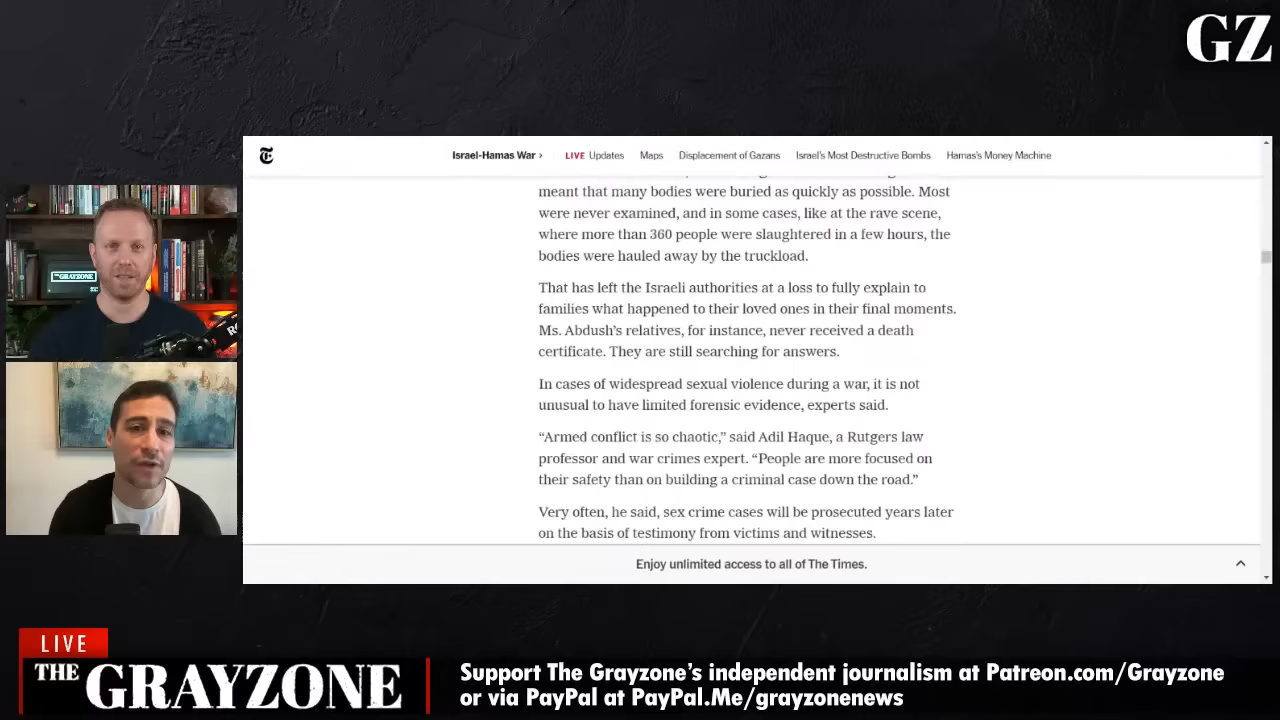 GZ
Israel-Hamas War ›
LIVE Updates
Maps
Displacement of Gazans
Israel's Most Destructive Bombs
Hamas's Money Machine
meant that many bodies were buried as quickly as possible. Most
were never examined, and in some cases, like at the rave scene,
where more than 360 people were slaughtered in a few hours, the
bodies were hauled away by the truckload.
That has left the Israeli authorities at a loss to fully explain to
families what happened to their loved ones in their final moments.
Ms. Abdush's relatives, for instance, never received a death
certificate. They are still searching for answers.
In cases of widespread sexual violence during a war, it is not
unusual to have limited forensic evidence, experts said.
“Armed conflict is so chaotic,” said Adil Haque, a Rutgers law
professor and war crimes expert. “People are more focused on
their safety than on building a criminal case down the road.”
Very often, he said, sex crime cases will be prosecuted years later
on the basis of testimony from victims and witnesses.
Enjoy unlimited access to all of The Times.
THE GRAYZONE
LIVE
THE GRAYZONE
Support The Grayzone's independent journalism at Patreon.com/Grayzone
or via PayPal at PayPal.Me/grayzonenews